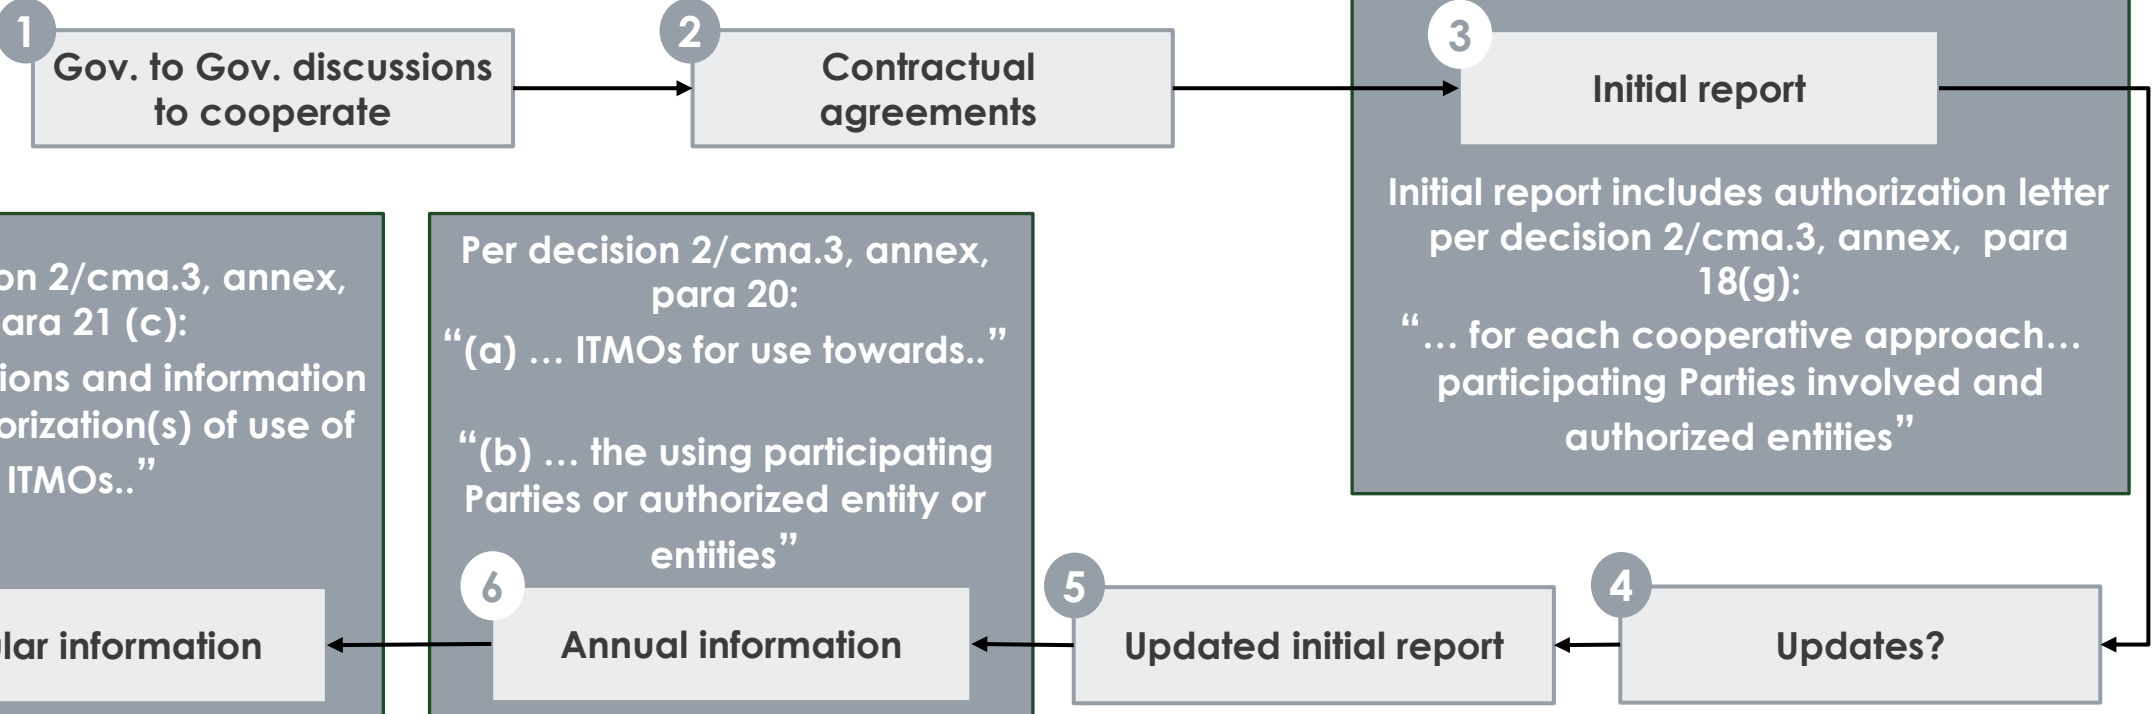 1
Gov. to Gov. discussions
to cooperate
2
Contractual
agreements
3
Initial report
Initial report includes authorization letter
per decision 2/cma.3, annex, para
18(g):
“… for each cooperative approach…
participating Parties involved and
authorized entities”
4
Updates?
5
Updated initial report
6
Annual information
Per decision 2/cma.3, annex,
para 20:
“(a) … ITMOs for use towards..”
“(b) … the using participating
Parties or authorized entity or
entities”
on 2/cma.3, annex,
ara 21 (c):
ions and information
orization(s) of use of
ITMOs..”
lar information